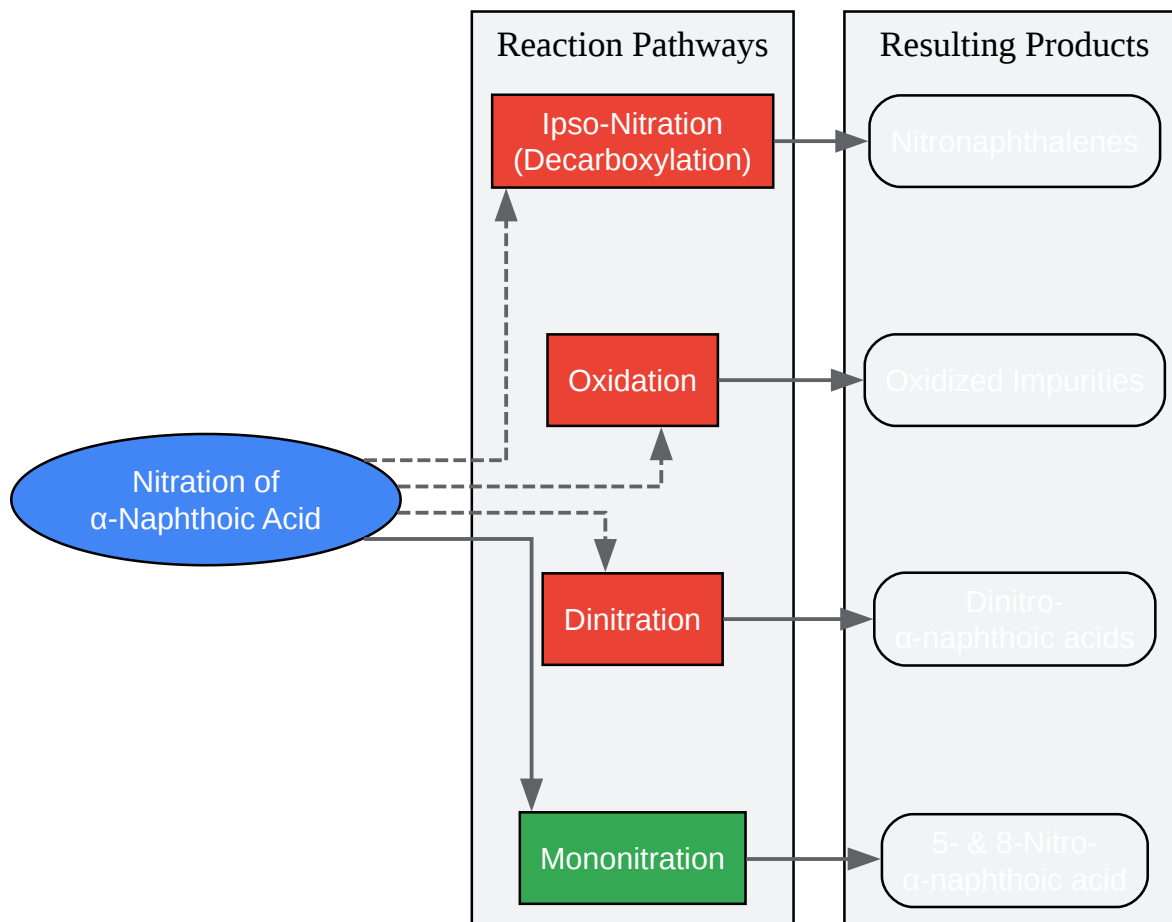 Reaction Pathways
Resulting Products
Ipso-Nitration
(Decarboxylation)
Nitronaphthalenes
Oxidation
Oxidized Impurities
Nitration of
α-Naphthoic Acid
Dinitration
Dinitro-
α-naphthoic acids
Mononitration
5- & 8-Nitro-
α-naphthoic acid